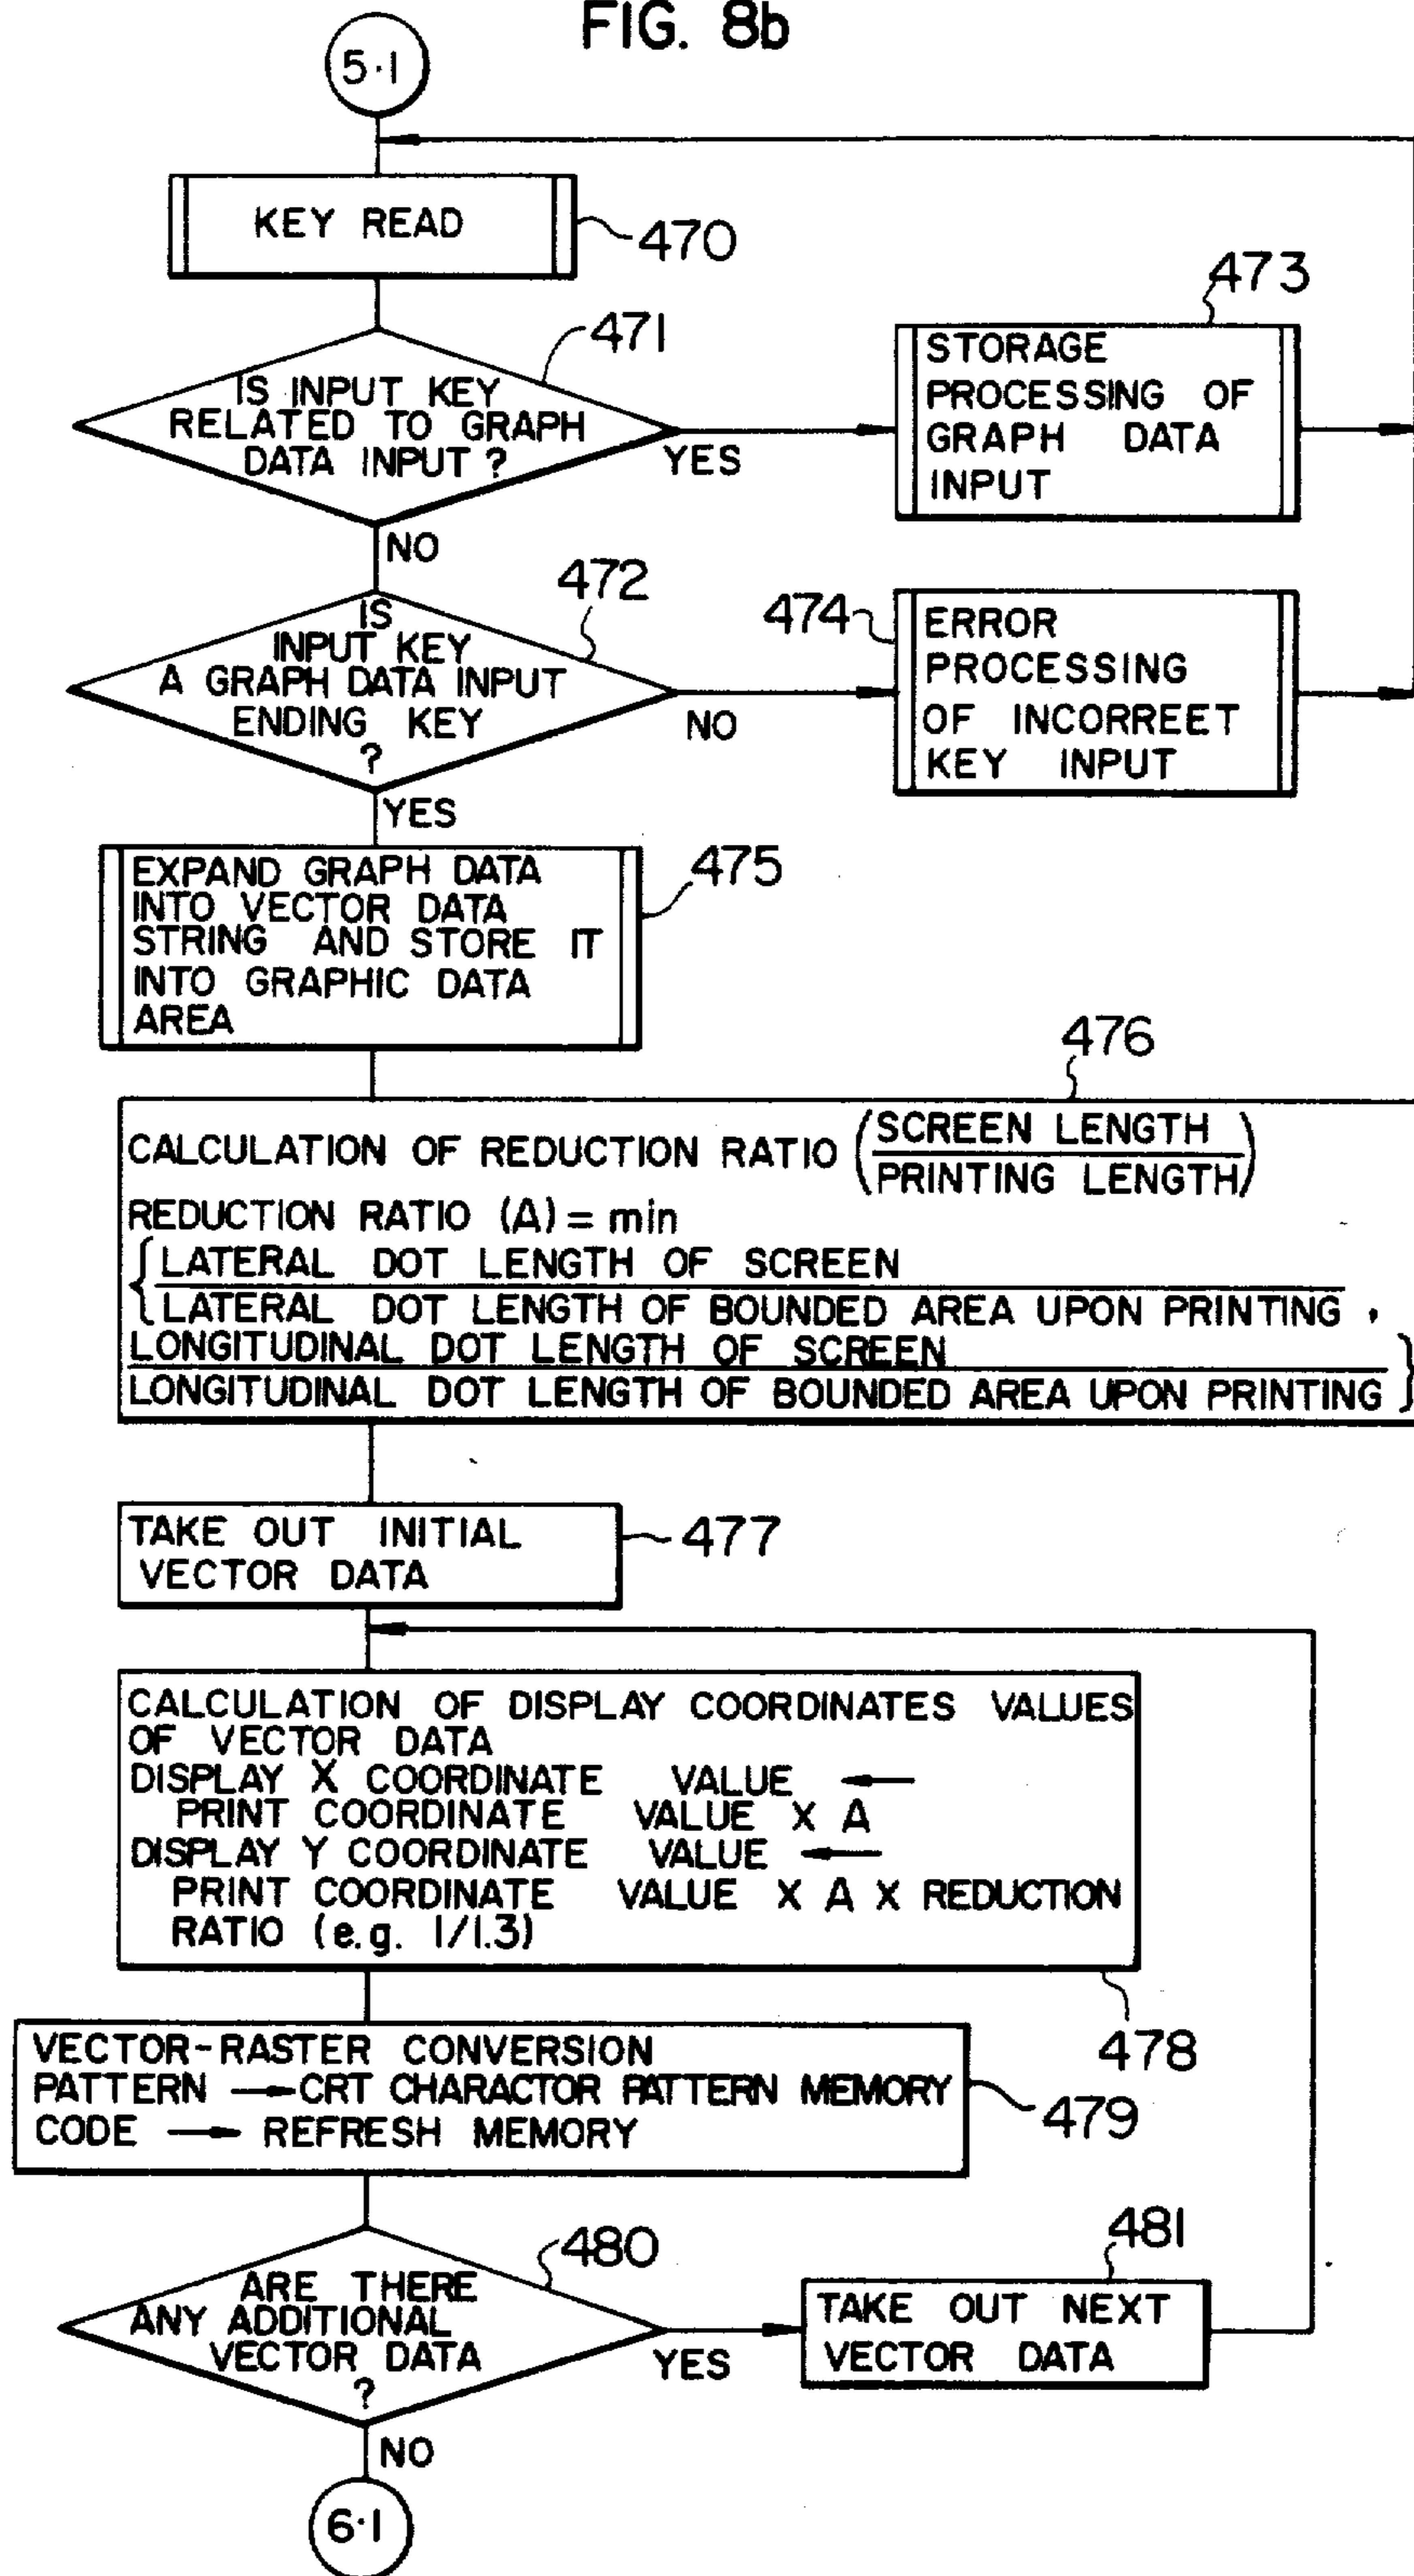 FIG. 8b
5·1
KEY READ
470
471
IS INPUT KEY
RELATED TO GRAPH
DATA INPUT ?
YES
473
STORAGE
PROCESSING OF
GRAPH DATA
INPUT
NO
472
IS
INPUT KEY
A GRAPH DATA INPUT
ENDING KEY
?
NO
474
ERROR
PROCESSING
OF INCORREET
KEY INPUT
YES
EXPAND GRAPH DATA
INTO VECTOR DATA
STRING AND STORE IT
INTO GRAPHIC DATA
AREA
475
476
CALCULATION OF REDUCTION RATIO (SCREEN LENGTH
PRINTING LENGTH)
REDUCTION RATIO (A) = min
{LATERAL DOT LENGTH OF SCREEN
LATERAL DOT LENGTH OF BOUNDED AREA UPON PRINTING ,
LONGITUDINAL DOT LENGTH OF SCREEN
LONGITUDINAL DOT LENGTH OF BOUNDED AREA UPON PRINTING}
TAKE OUT INITIAL
VECTOR DATA
477
CALCULATION OF DISPLAY COORDINATES VALUES
OF VECTOR DATA
DISPLAY X COORDINATE VALUE ←
PRINT COORDINATE VALUE X A
DISPLAY Y COORDINATE VALUE ←
PRINT COORDINATE VALUE X A X REDUCTION
RATIO (e.g. 1/1.3)
478
VECTOR-RASTER CONVERSION
PATTERN → CRT CHARACTOR PATTERN MEMORY
CODE → REFRESH MEMORY
479
480
ARE THERE
ANY ADDITIONAL
VECTOR DATA
?
YES
481
TAKE OUT NEXT
VECTOR DATA
NO
6·1